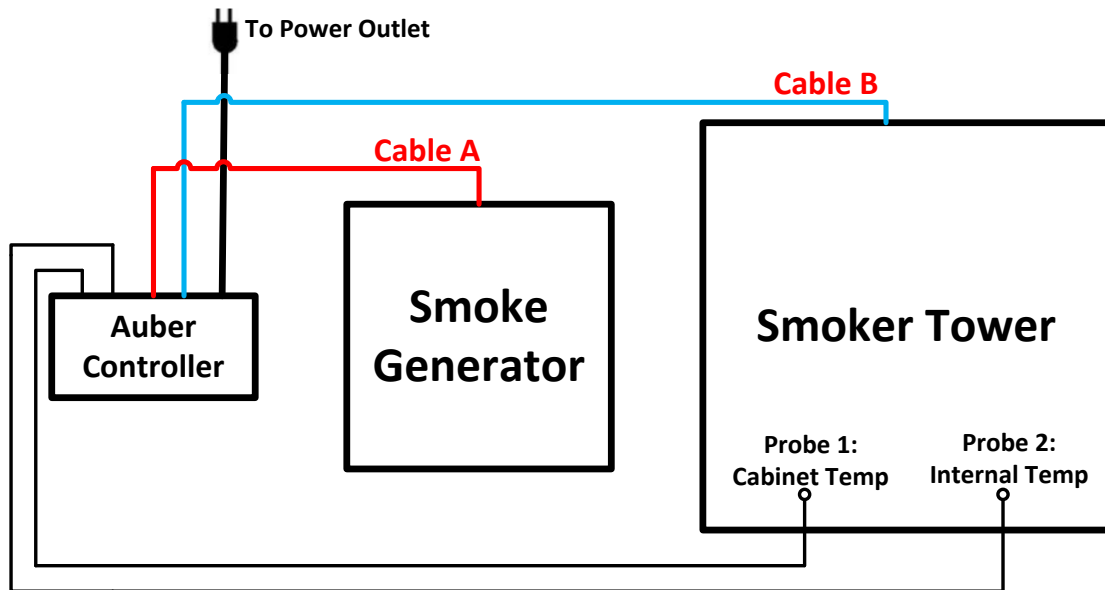 To Power Outlet
Cable B
Cable A
Auber
Controller
Smoke
Generator
Smoker Tower
Probe 1:
Cabinet Temp
Probe 2:
Internal Temp